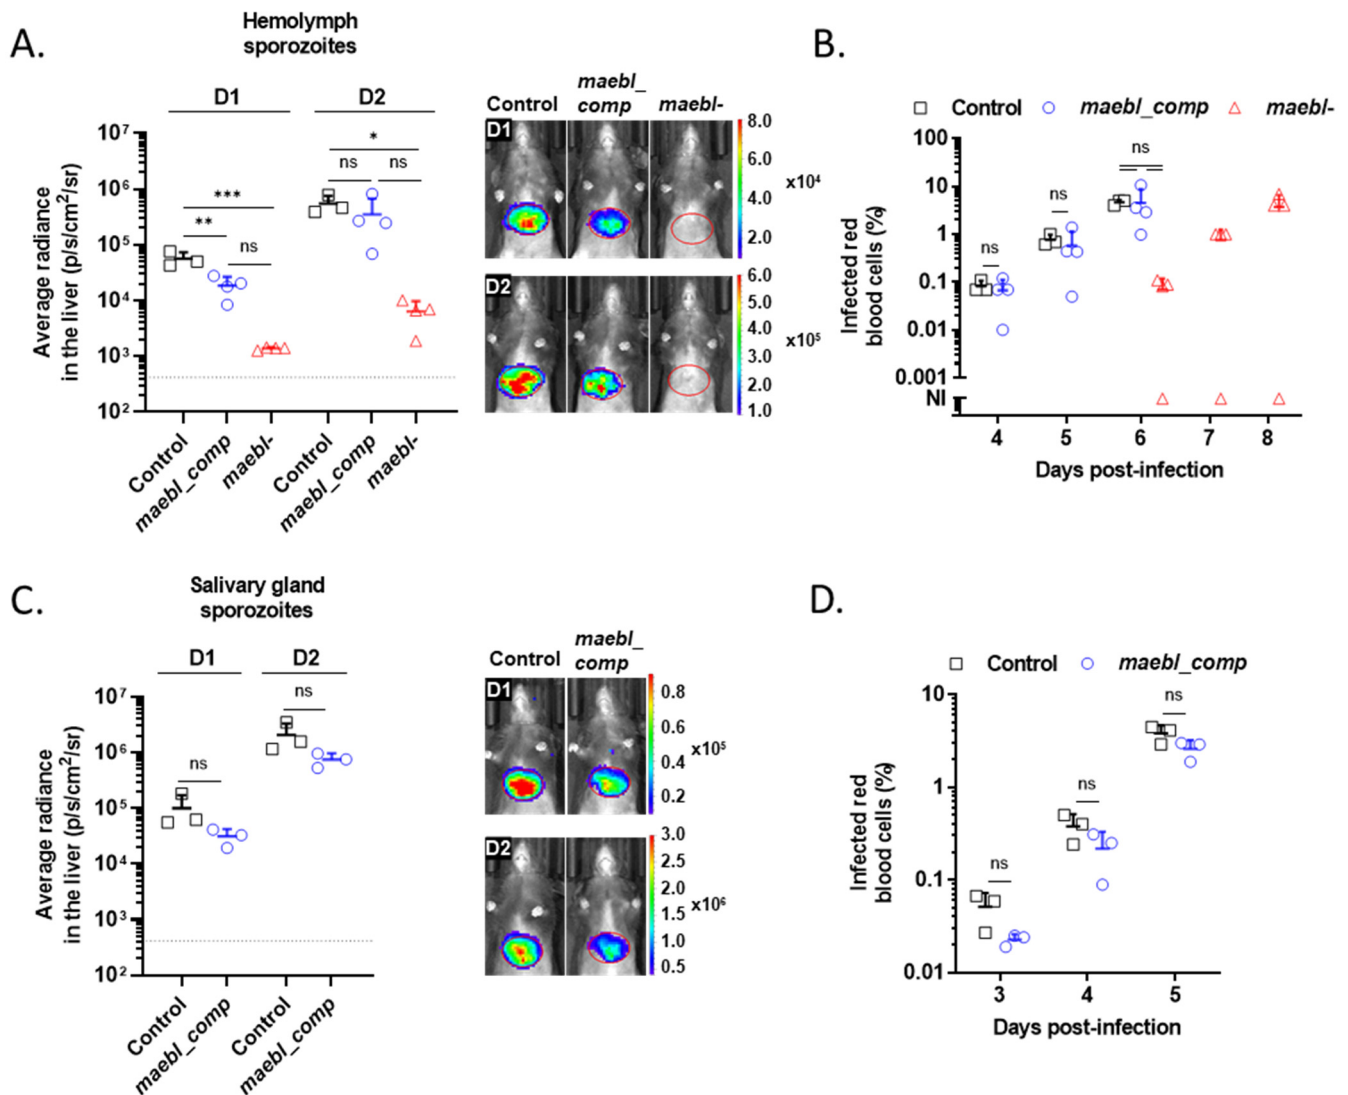 A.
Hemolymph
sporozoites
D1
D2
Average radiance
in the liver (p/s/cm²/sr)
10⁷
10⁶
10⁵
10⁴
10³
10²
***
**
ns
*
ns
ns
Control
maebl_comp
maebl-
Control
maebl_comp
maebl-
Control
maebl_
comp
maebl-
D1
8.0
6.0
4.0
2.0
x10⁴
D2
6.0
5.0
4.0
3.0
2.0
1.0
x10⁵
B.
Control
maebl_comp
maebl-
Infected red
blood cells (%)
100
10
1
0.1
0.01
0.001
NI
ns
ns
ns
4
5
6
7
8
Days post-infection
C.
Salivary gland
sporozoites
D1
D2
Average radiance
in the liver (p/s/cm²/sr)
10⁷
10⁶
10⁵
10⁴
10³
10²
ns
ns
Control
maebl_comp
Control
maebl_comp
Control
maebl_
comp
D1
0.8
0.6
0.4
0.2
x10⁵
D2
3.0
2.5
2.0
1.5
1.0
0.5
x10⁶
D.
Control
maebl_comp
Infected red
blood cells (%)
10
1
0.1
0.01
ns
ns
ns
3
4
5
Days post-infection